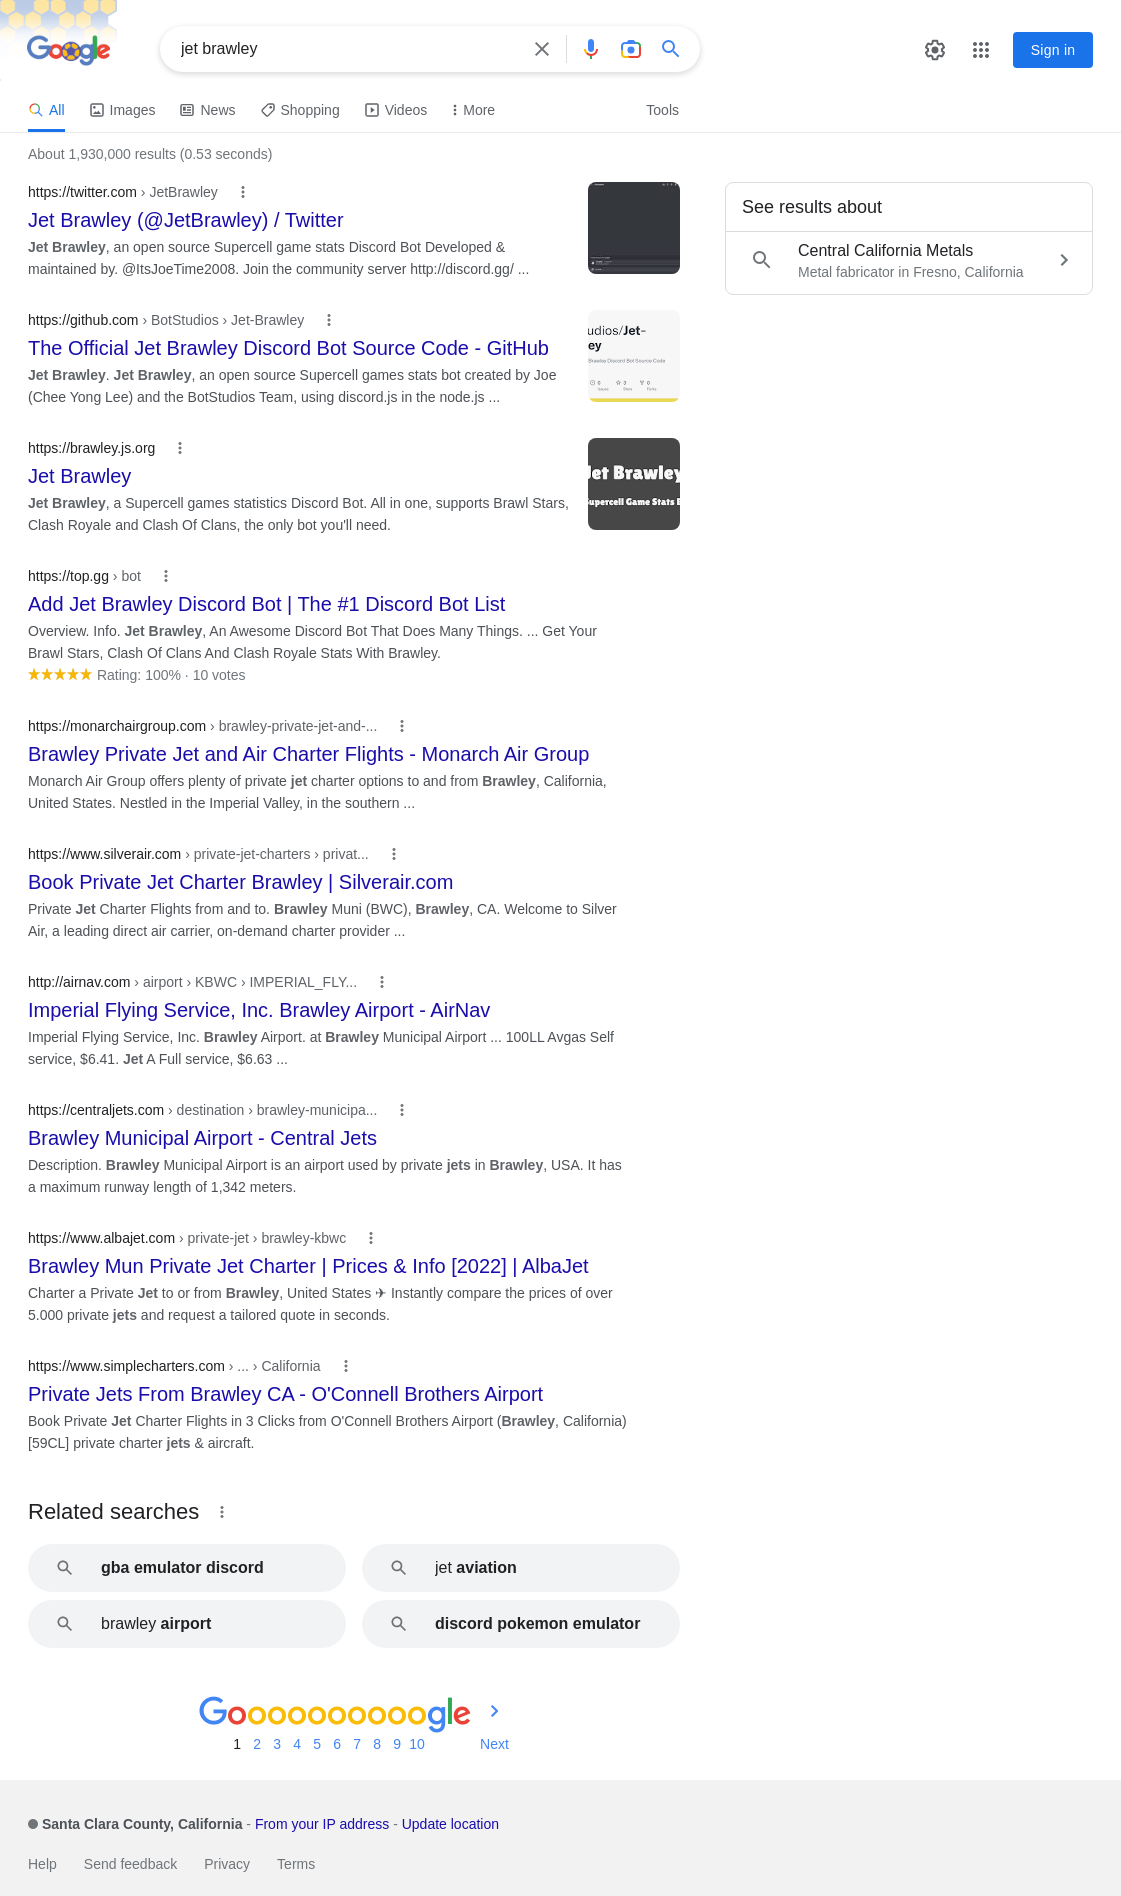 Google
jet brawley
Sign in
All
Images
News
Shopping
Videos
More
Tools
About 1,930,000 results (0.53 seconds)
https://twitter.com › JetBrawley
Jet Brawley (@JetBrawley) / Twitter
Jet Brawley, an open source Supercell game stats Discord Bot Developed &
maintained by. @ItsJoeTime2008. Join the community server http://discord.gg/ ...
See results about
Central California Metals
Metal fabricator in Fresno, California
https://github.com › BotStudios › Jet-Brawley
The Official Jet Brawley Discord Bot Source Code - GitHub
Jet Brawley. Jet Brawley, an open source Supercell games stats bot created by Joe
(Chee Yong Lee) and the BotStudios Team, using discord.js in the node.js ...
udios/Jet-
ey
Brawley Discord Bot Source Code
https://brawley.js.org
Jet Brawley
Jet Brawley, a Supercell games statistics Discord Bot. All in one, supports Brawl Stars,
Clash Royale and Clash Of Clans, the only bot you'll need.
Jet Brawley
Supercell Game Stats B
https://top.gg › bot
Add Jet Brawley Discord Bot | The #1 Discord Bot List
Overview. Info. Jet Brawley, An Awesome Discord Bot That Does Many Things. ... Get Your
Brawl Stars, Clash Of Clans And Clash Royale Stats With Brawley.
Rating: 100% · 10 votes
https://monarchairgroup.com › brawley-private-jet-and-...
Brawley Private Jet and Air Charter Flights - Monarch Air Group
Monarch Air Group offers plenty of private jet charter options to and from Brawley, California,
United States. Nestled in the Imperial Valley, in the southern ...
https://www.silverair.com › private-jet-charters › privat...
Book Private Jet Charter Brawley | Silverair.com
Private Jet Charter Flights from and to. Brawley Muni (BWC), Brawley, CA. Welcome to Silver
Air, a leading direct air carrier, on-demand charter provider ...
http://airnav.com › airport › KBWC › IMPERIAL_FLY...
Imperial Flying Service, Inc. Brawley Airport - AirNav
Imperial Flying Service, Inc. Brawley Airport. at Brawley Municipal Airport ... 100LL Avgas Self
service, $6.41. Jet A Full service, $6.63 ...
https://centraljets.com › destination › brawley-municipa...
Brawley Municipal Airport - Central Jets
Description. Brawley Municipal Airport is an airport used by private jets in Brawley, USA. It has
a maximum runway length of 1,342 meters.
https://www.albajet.com › private-jet › brawley-kbwc
Brawley Mun Private Jet Charter | Prices & Info [2022] | AlbaJet
Charter a Private Jet to or from Brawley, United States ✈ Instantly compare the prices of over
5.000 private jets and request a tailored quote in seconds.
https://www.simplecharters.com › ... › California
Private Jets From Brawley CA - O'Connell Brothers Airport
Book Private Jet Charter Flights in 3 Clicks from O'Connell Brothers Airport (Brawley, California)
[59CL] private charter jets & aircraft.
Related searches
gba emulator discord
jet aviation
brawley airport
discord pokemon emulator
Goooooooooogle
1 2 3 4 5 6 7 8 9 10 Next
Santa Clara County, California - From your IP address - Update location
Help Send feedback Privacy Terms